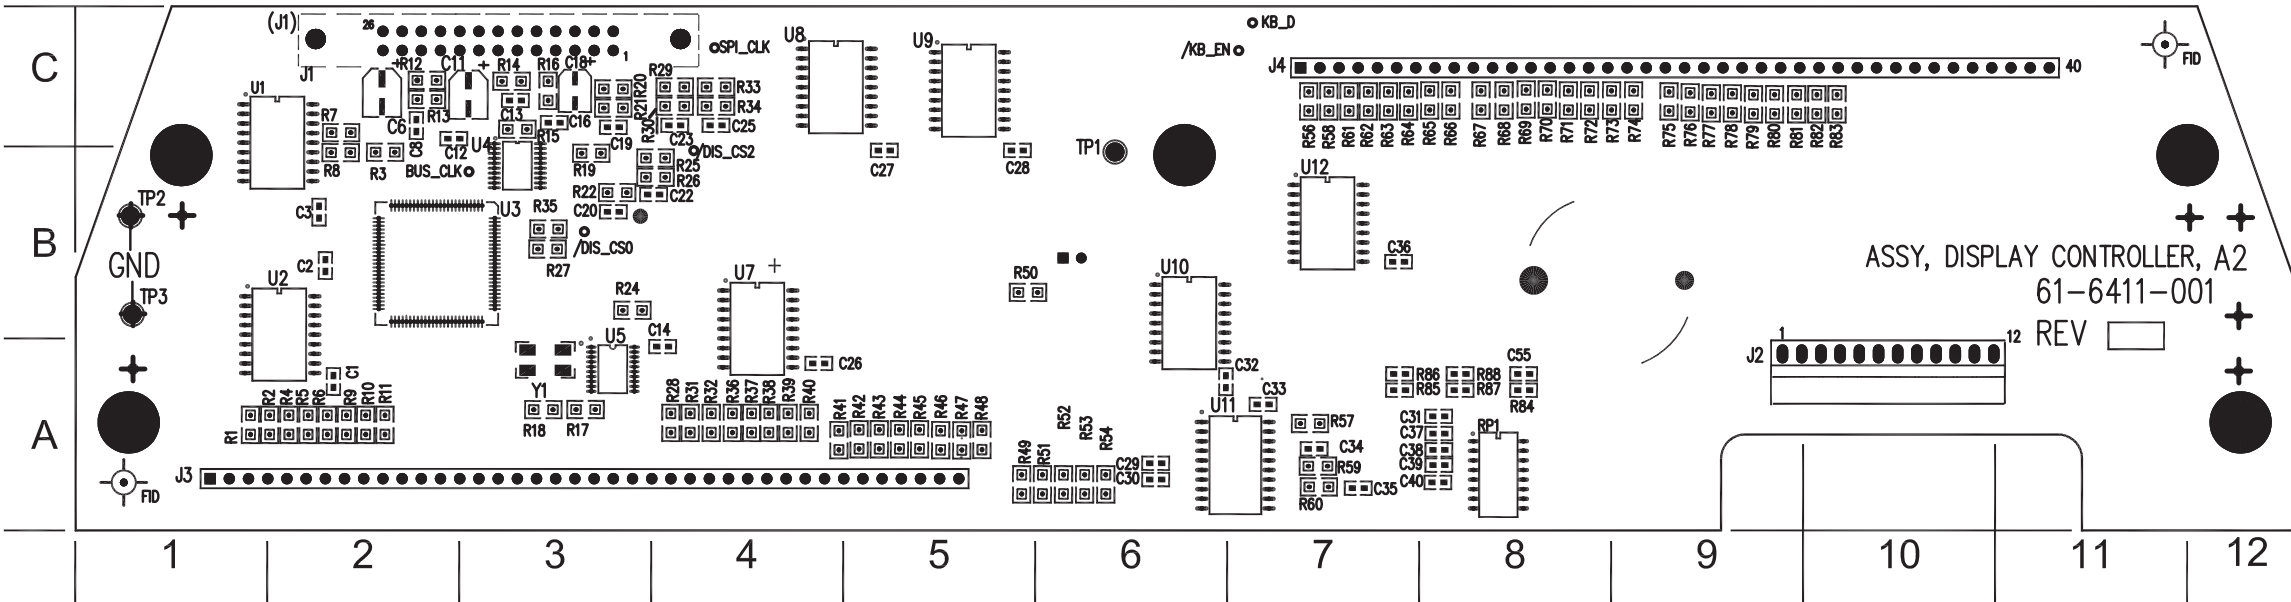 C
(J1)
26
1
J1
SPI_CLK
U8
U9
KB_D
/KB_EN
J4
40
FID
U1
R12
C11
R14
R16
C18
R20
R21
R29
R33
R34
R30
R7
C6
R13
C13
C16
R15
C19
C23
C25
R8
R3
C8
C12
U4
BUS_CLK
R19
/DIS_CS2
R25
R26
C22
R22
C20
C27
C28
TP1
R56
R58
R61
R62
R63
R64
R65
R66
R67
R68
R69
R70
R71
R72
R73
R74
R75
R76
R77
R78
R79
R80
R81
R82
R83
U12
B
TP2
GND
TP3
C3
C2
U2
U3
R35
/DIS_CS0
R27
R24
U7
R50
U10
C36
ASSY, DISPLAY CONTROLLER, A2
61-6411-001
REV
A
U5
C14
C26
C32
C33
Y1
C1
R1
R2
R4
R5
R6
R9
R10
R11
R18
R17
R28
R31
R32
R36
R37
R38
R39
R40
R41
R42
R43
R44
R45
R46
R47
R48
R49
R51
R52
R53
R54
C29
C30
U11
R57
C34
R59
R60
C35
R86
R85
R88
R87
C55
R84
C31
C37
C38
C39
C40
RP1
J2
1
12
J3
FID
1
2
3
4
5
6
7
8
9
10
11
12